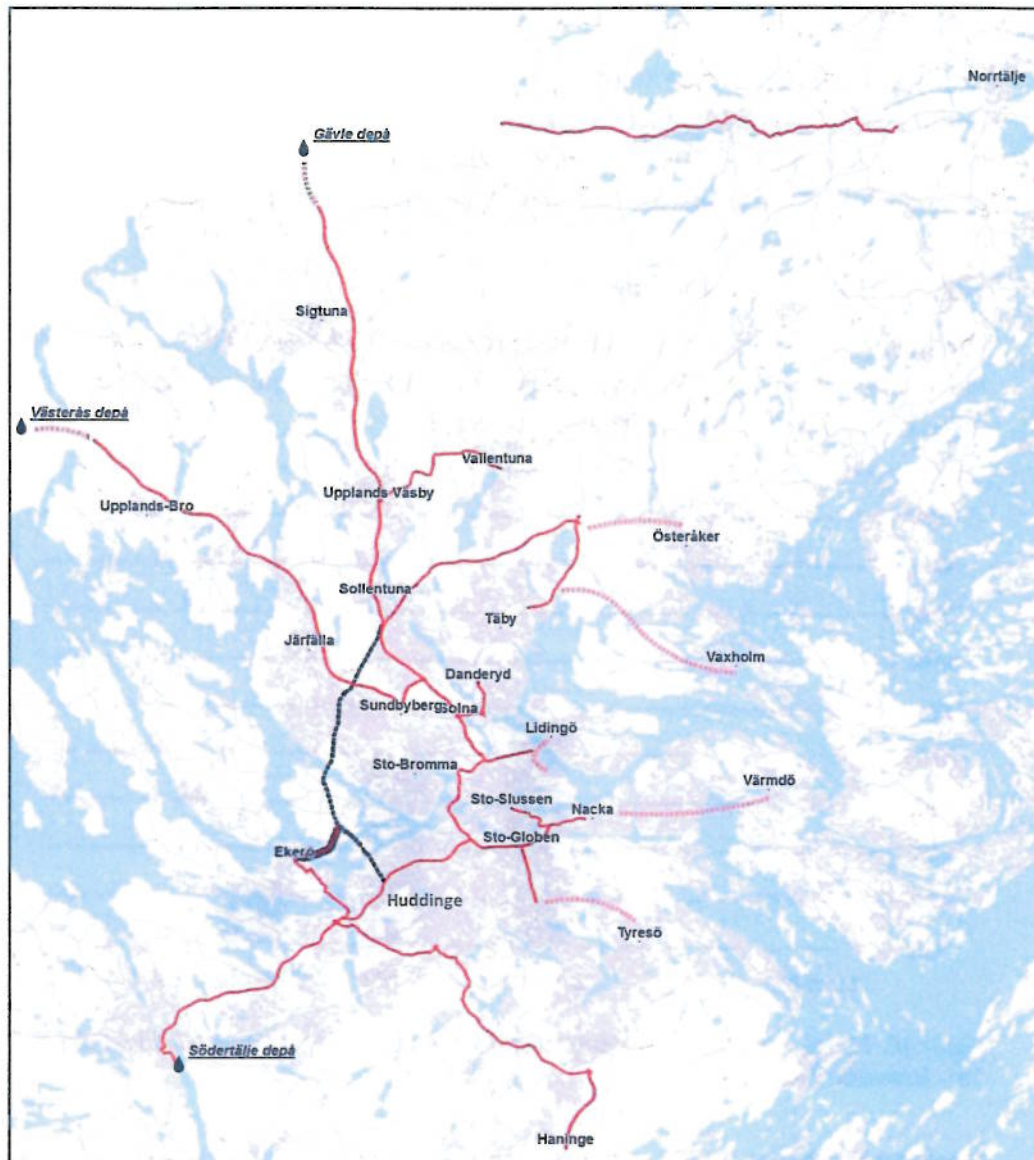 Norrtälje
Gävle depå
Sigtuna
Västerås depå
Vallentuna
Upplands Väsby
Upplands-Bro
Österåker
Sollentuna
Täby
Järfälla
Vaxholm
Danderyd
Sundbyberg
Solna
Lidingö
Sto-Bromma
Värmdö
Sto-Slussen
Nacka
Sto-Globen
Ekerö
Huddinge
Tyresö
Södertälje depå
Haninge